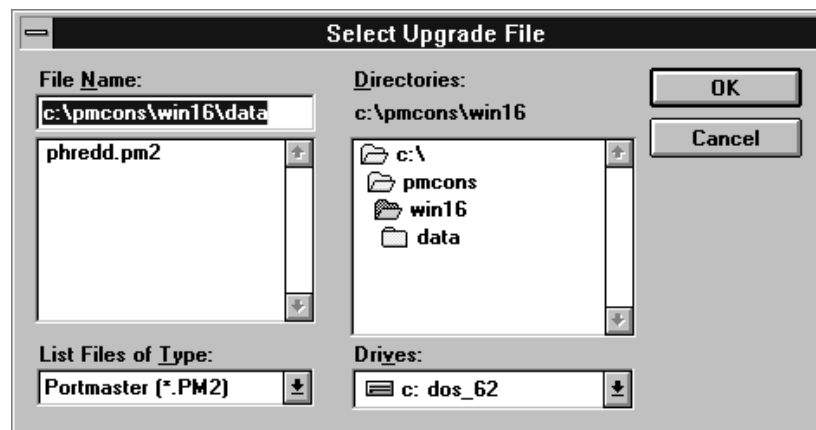 Select Upgrade File
File Name:
c:\pmcons\win16\data
phredd.pm2
List Files of Type:
Portmaster (*.PM2)
Directories:
c:\pmcons\win16
c:\
pmcons
win16
data
Drives:
c: dos_62
OK
Cancel